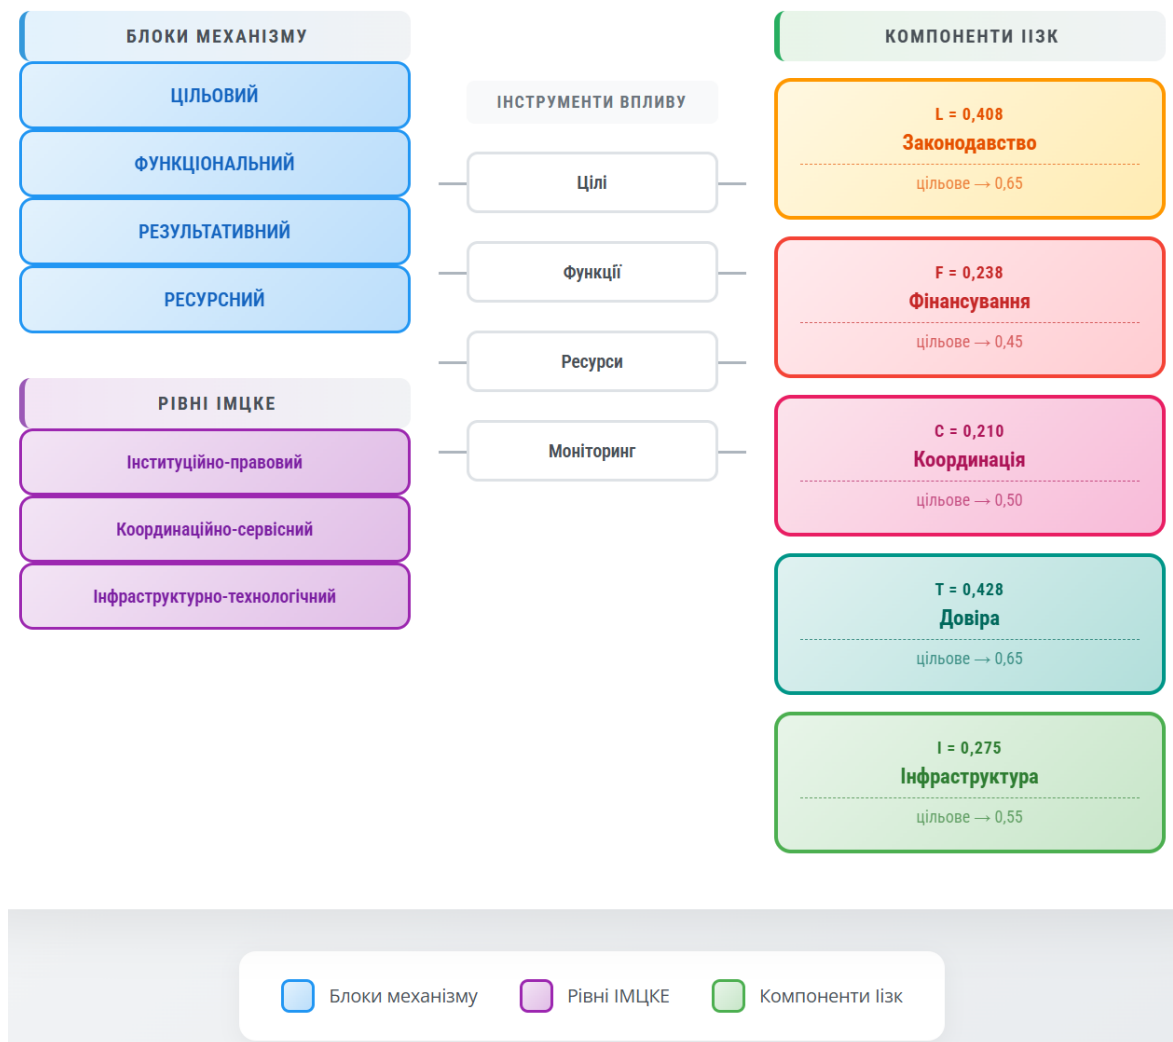 БЛОКИ МЕХАНІЗМУ
ЦІЛЬОВИЙ
ФУНКЦІОНАЛЬНИЙ
РЕЗУЛЬТАТИВНИЙ
РЕСУРСНИЙ
РІВНІ ІМЦКЕ
Інституційно-правовий
Координаційно-сервісний
Інфраструктурно-технологічний
ІНСТРУМЕНТИ ВПЛИВУ
Цілі
Функції
Ресурси
Моніторинг
КОМПОНЕНТИ ІІЗК
L = 0,408
Законодавство
цільове → 0,65
F = 0,238
Фінансування
цільове → 0,45
C = 0,210
Координація
цільове → 0,50
T = 0,428
Довіра
цільове → 0,65
I = 0,275
Інфраструктура
цільове → 0,55
Блоки механізму
Рівні ІМЦКЕ
Компоненти Іізк